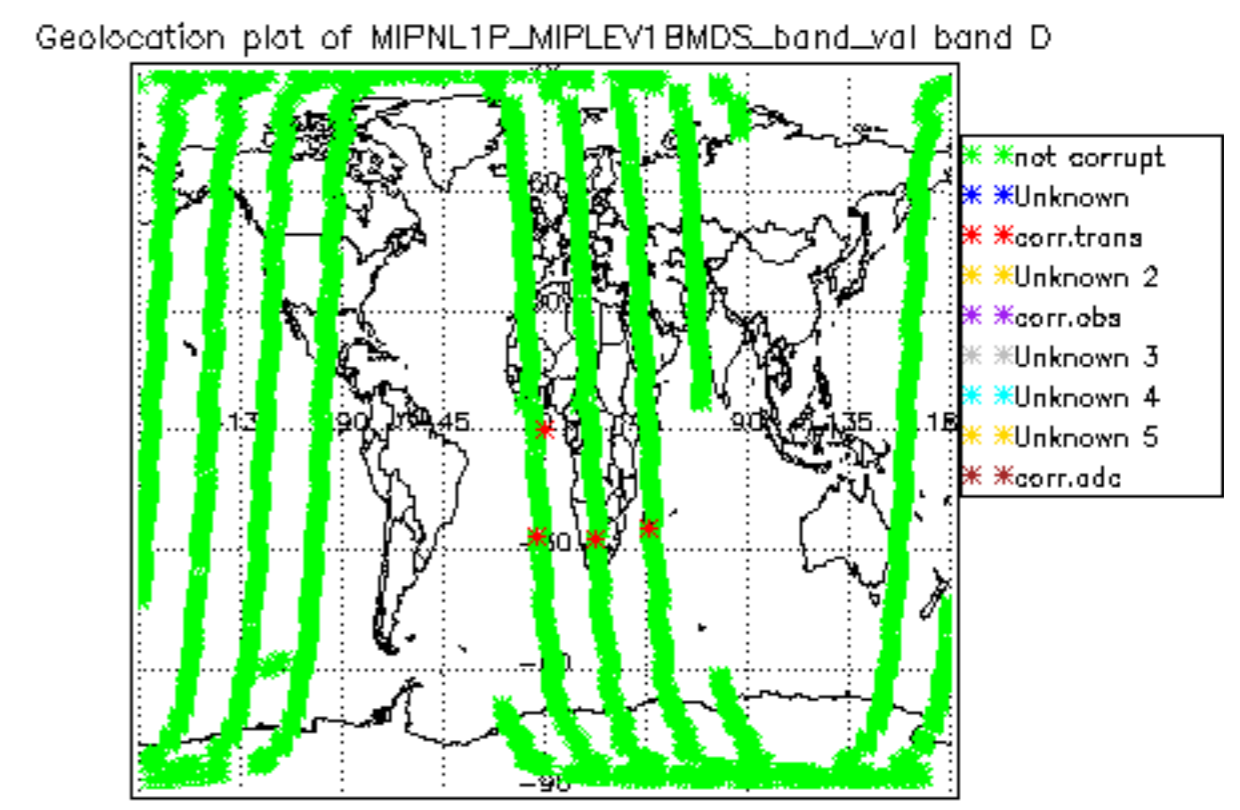 Geolocation plot of MIPNL1P_MIPLEV1BMDS_band_val band D
not corrupt
Unknown
corr.trans
Unknown 2
corr.obs
Unknown 3
Unknown 4
Unknown 5
corr.adc
60
90
45
90
135
-90